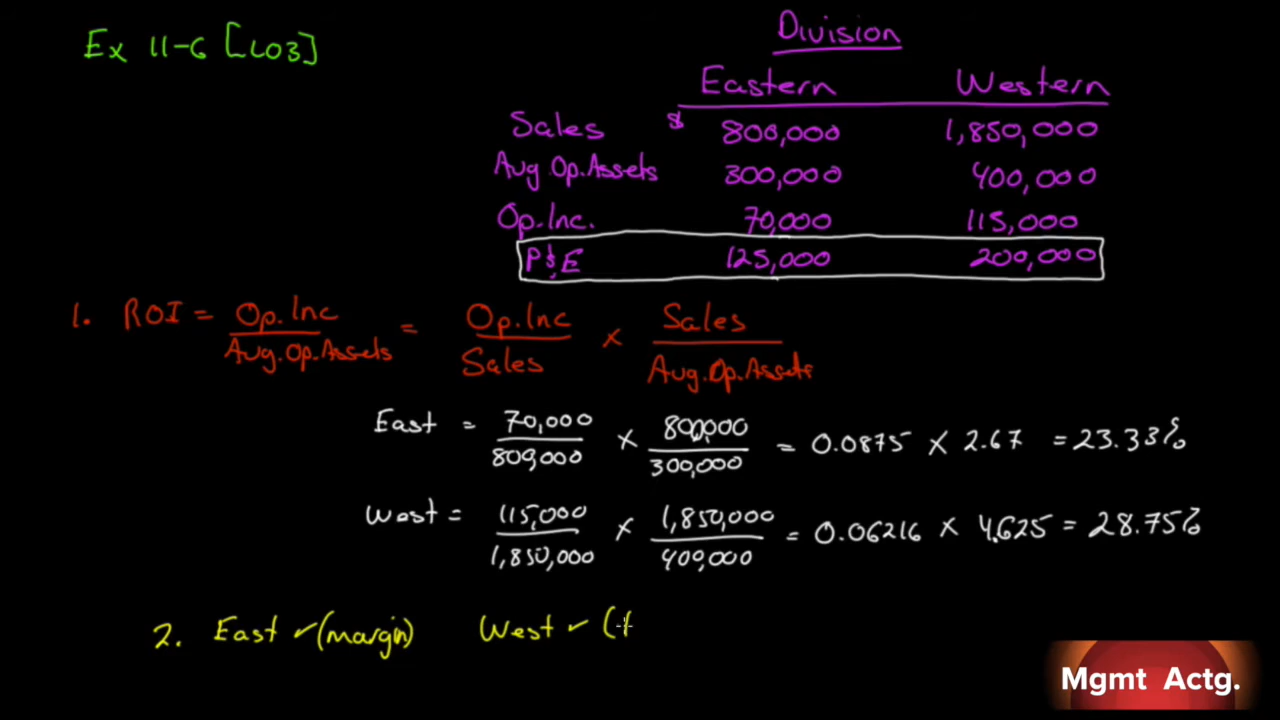 Ex 11-6 [LO3]
Division
Eastern Western
Sales $ 800,000 1,850,000
Avg.Op.Assets 300,000 400,000
Op.Inc. 70,000 115,000
P&E 125,000 200,000
1. ROI = Op.Inc / Avg.Op.Assets = Op.Inc / Sales × Sales / Avg.Op.Assets
East = 70,000 / 800,000 × 800,000 / 300,000 = 0.0875 × 2.67 = 23.33%
West = 115,000 / 1,850,000 × 1,850,000 / 400,000 = 0.06216 × 4.625 = 28.75%
2. East ✓(margin) West ✓ (t
Mgmt Actg.